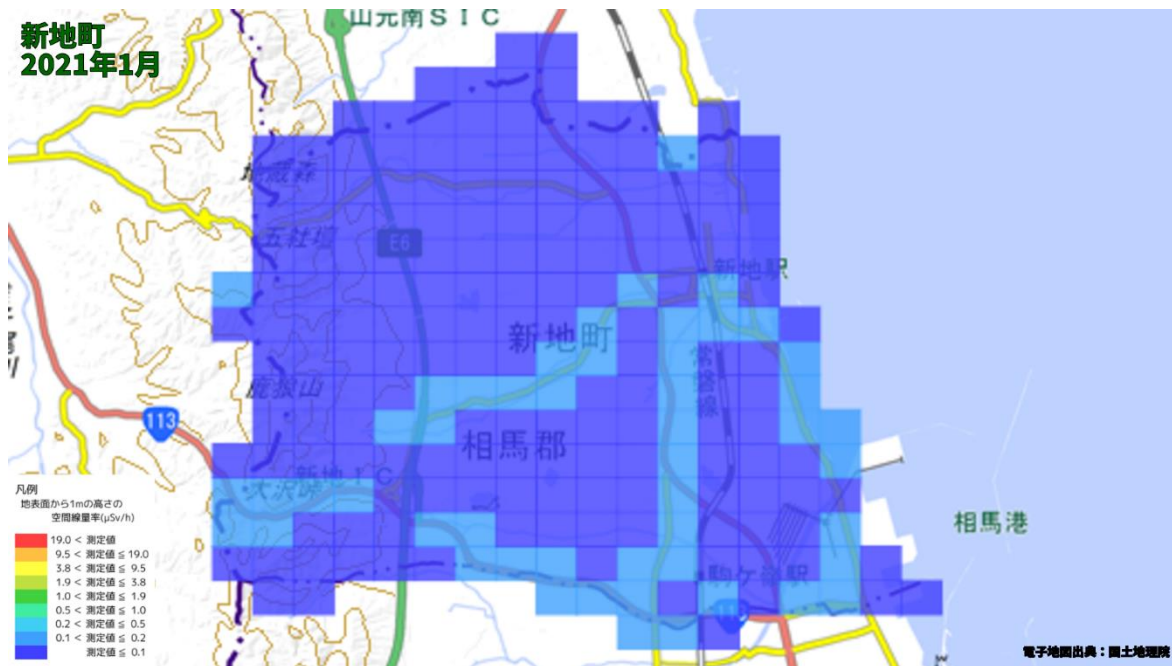 新地町
2021年1月
山元南ＳＩＣ
地蔵森
五社壇
E6
新地駅
新地町
常磐線
鹿狼山
113
相馬郡
新地ＩＣ
大沢峠
相馬港
駒ケ嶺駅
凡例
地表面から1mの高さの
空間線量率(μSv/h)
19.0 < 測定値
9.5 < 測定値 ≤ 19.0
3.8 < 測定値 ≤ 9.5
1.9 < 測定値 ≤ 3.8
1.0 < 測定値 ≤ 1.9
0.5 < 測定値 ≤ 1.0
0.2 < 測定値 ≤ 0.5
0.1 < 測定値 ≤ 0.2
測定値 ≤ 0.1
電子地図出典：国土地理院